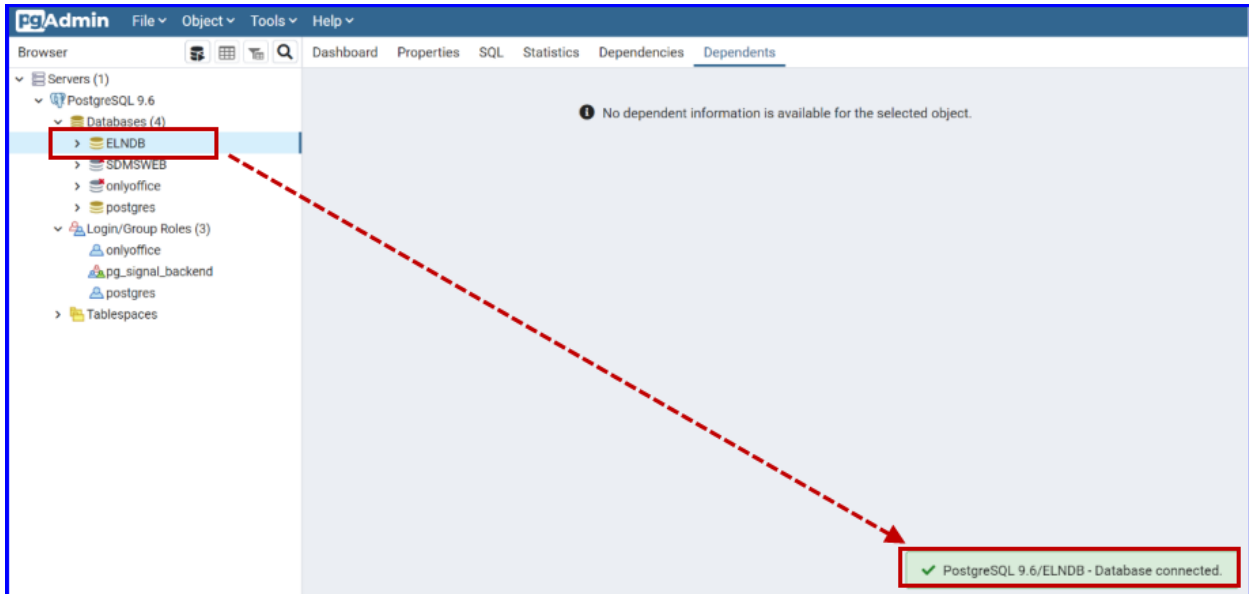 pgAdmin File Object Tools Help
Browser Dashboard Properties SQL Statistics Dependencies Dependents
Servers (1)
PostgreSQL 9.6
No dependent information is available for the selected object.
Databases (4)
ELNDB
SDMSWEB
onlyoffice
postgres
Login/Group Roles (3)
onlyoffice
pg_signal_backend
postgres
Tablespaces
PostgreSQL 9.6/ELNDB - Database connected.